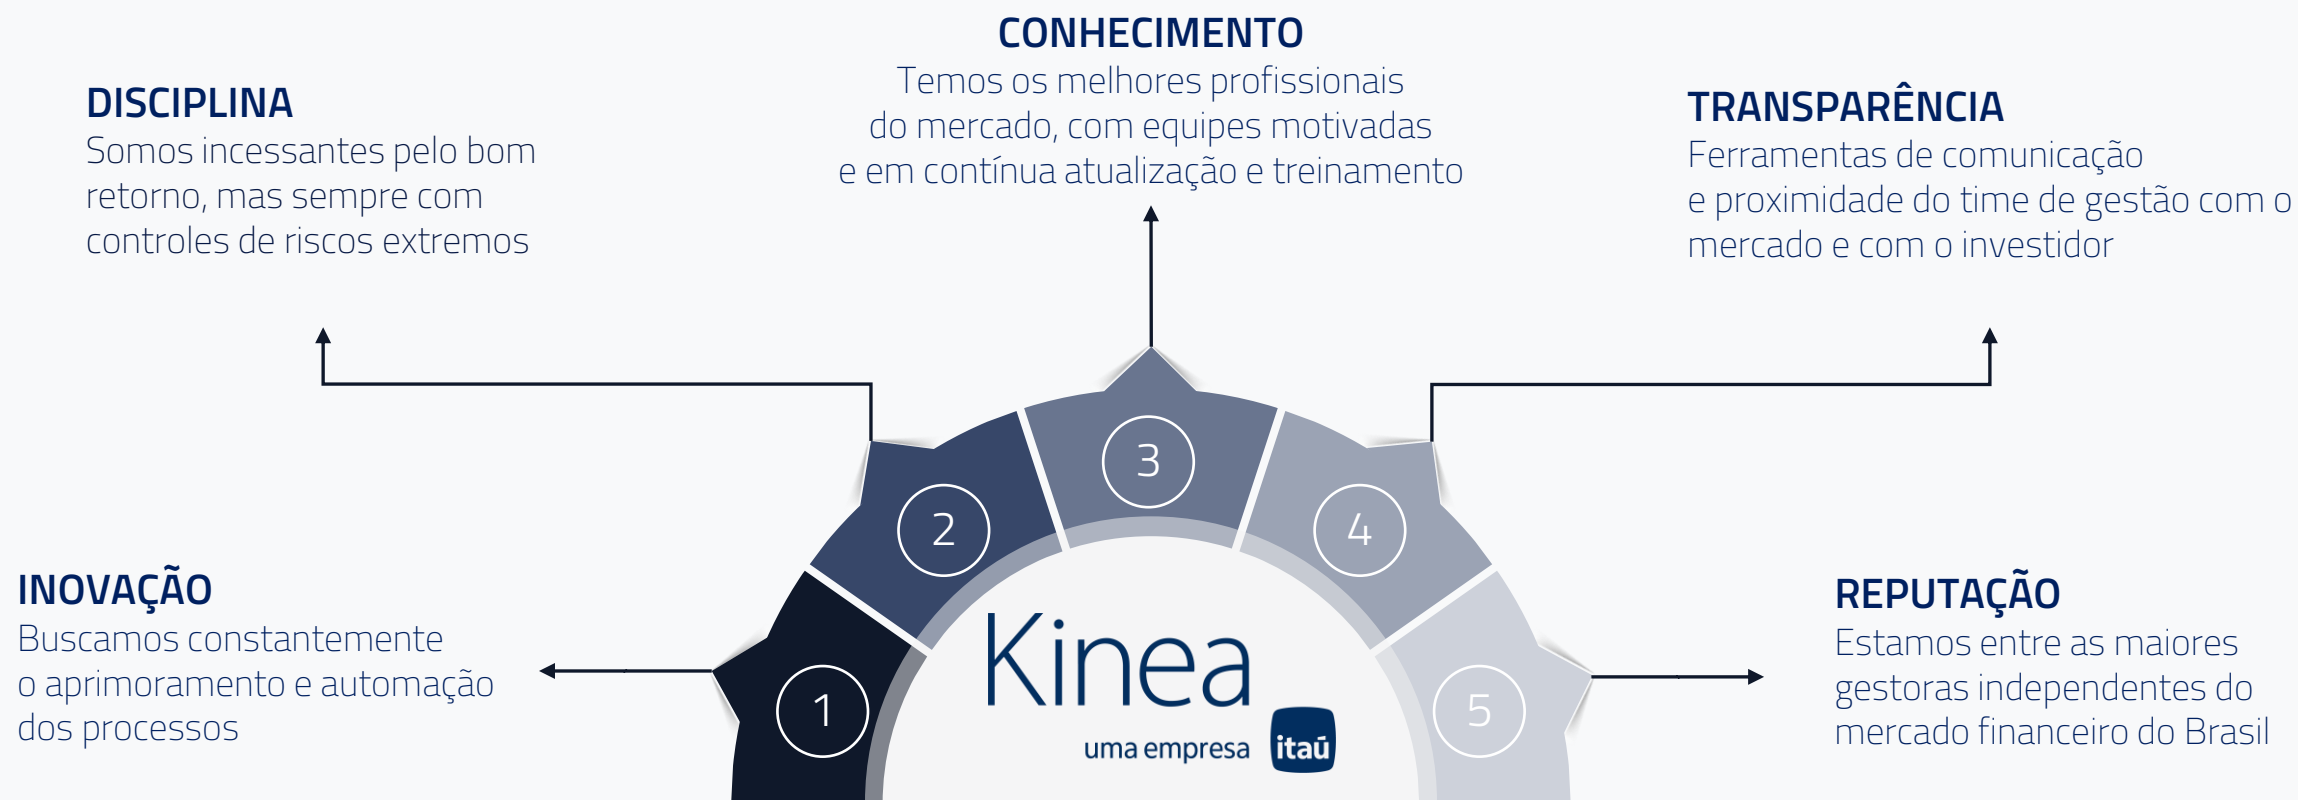 CONHECIMENTO
Temos os melhores profissionais
do mercado, com equipes motivadas
e em contínua atualização e treinamento
DISCIPLINA
Somos incessantes pelo bom
retorno, mas sempre com
controles de riscos extremos
TRANSPARÊNCIA
Ferramentas de comunicação
e proximidade do time de gestão com o
mercado e com o investidor
INOVAÇÃO
Buscamos constantemente
o aprimoramento e automação
dos processos
1
2
3
4
5
Kinea
uma empresa itaú
REPUTAÇÃO
Estamos entre as maiores
gestoras independentes do
mercado financeiro do Brasil